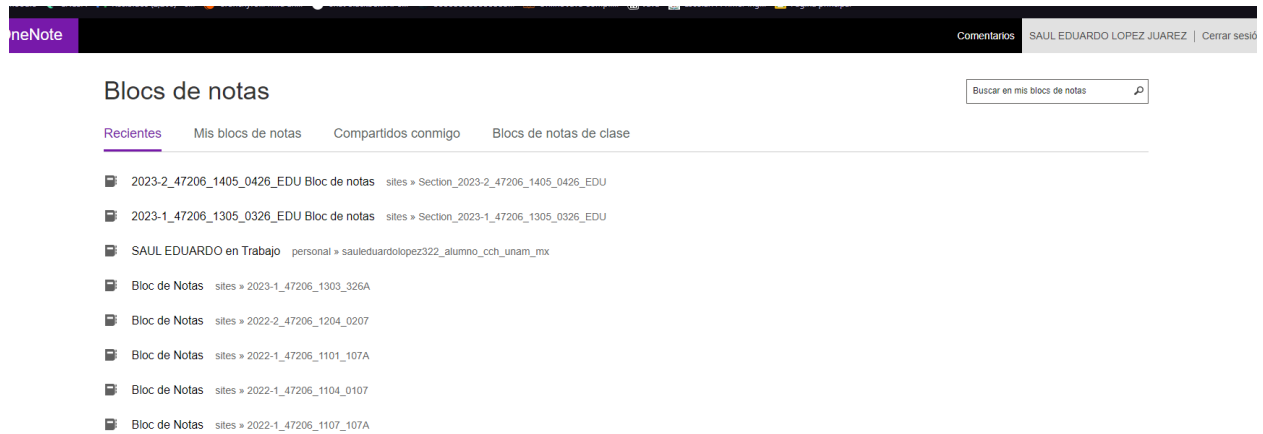 neNote
Comentarios SAUL EDUARDO LOPEZ JUAREZ | Cerrar sesió
Blocs de notas
Buscar en mis blocs de notas
Recientes Mis blocs de notas Compartidos conmigo Blocs de notas de clase
2023-2_47206_1405_0426_EDU Bloc de notas sites » Section_2023-2_47206_1405_0426_EDU
2023-1_47206_1305_0326_EDU Bloc de notas sites » Section_2023-1_47206_1305_0326_EDU
SAUL EDUARDO en Trabajo personal » sauleduardolopez322_alumno_cch_unam_mx
Bloc de Notas sites » 2023-1_47206_1303_326A
Bloc de Notas sites » 2022-2_47206_1204_0207
Bloc de Notas sites » 2022-1_47206_1101_107A
Bloc de Notas sites » 2022-1_47206_1104_0107
Bloc de Notas sites » 2022-1_47206_1107_107A